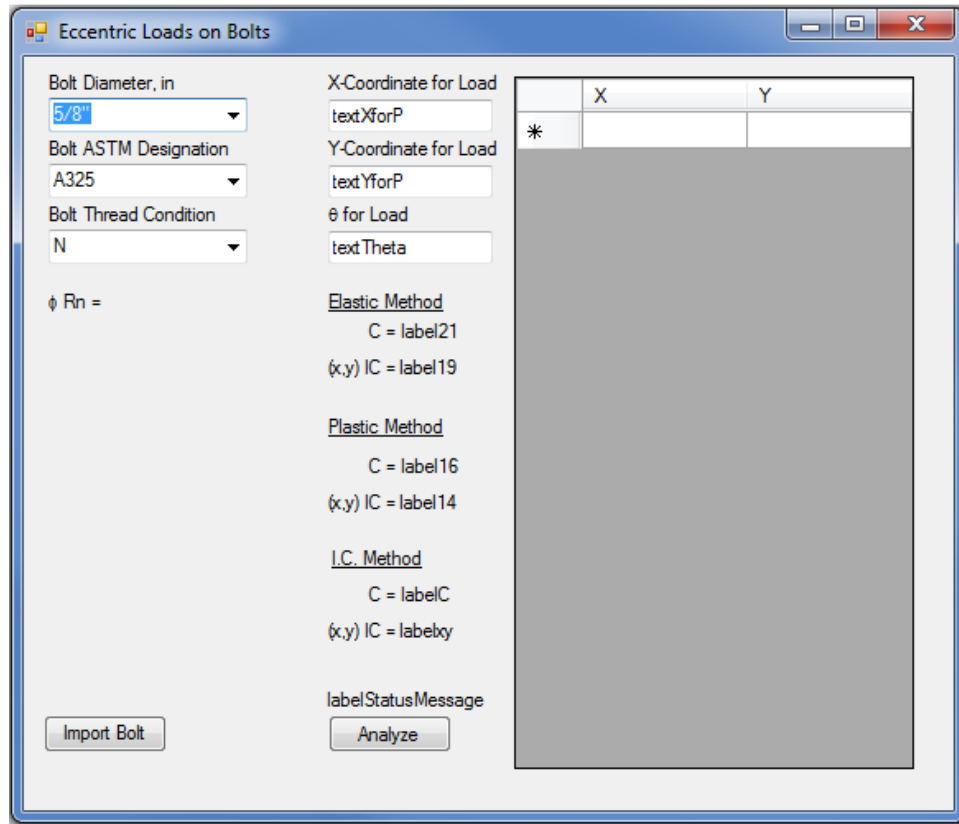 Eccentric Loads on Bolts
Bolt Diameter, in
5/8"
Bolt ASTM Designation
A325
Bolt Thread Condition
N
ϕ Rn =
X-Coordinate for Load
textXforP
Y-Coordinate for Load
textYforP
θ for Load
textTheta
Elastic Method
C = label21
(x,y) IC = label19
Plastic Method
C = label16
(x,y) IC = label14
I.C. Method
C = labelC
(x,y) IC = labelxy
labelStatusMessage
Import Bolt
Analyze
X Y